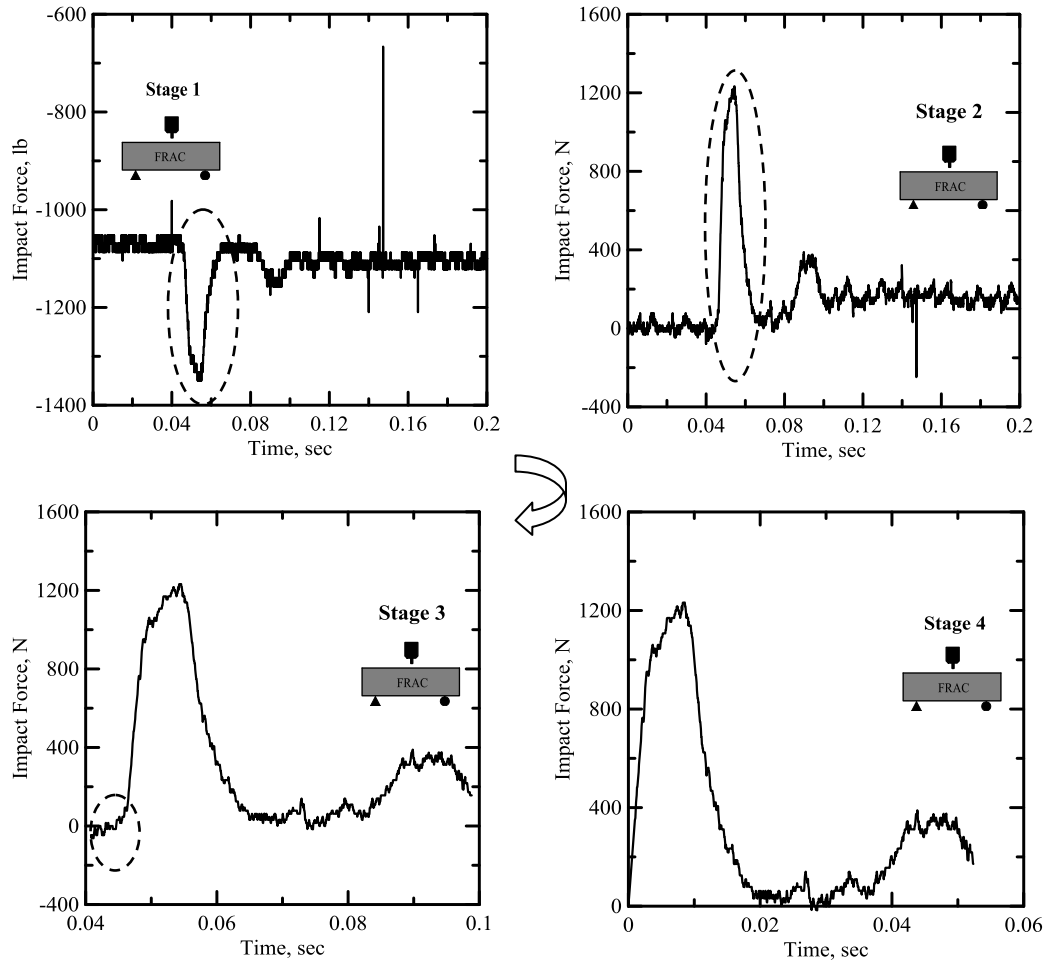 -600
-800
-1000
-1200
-1400
Impact Force, lb
Stage 1
FRAC
0 0.04 0.08 0.12 0.16 0.2
Time, sec
1600
1200
800
400
0
-400
Impact Force, N
Stage 2
FRAC
0 0.04 0.08 0.12 0.16 0.2
Time, sec
1600
1200
800
400
0
-400
Impact Force, N
Stage 3
FRAC
0.04 0.06 0.08 0.1
Time, sec
1600
1200
800
400
0
Impact Force, N
Stage 4
FRAC
0 0.02 0.04 0.06
Time, sec